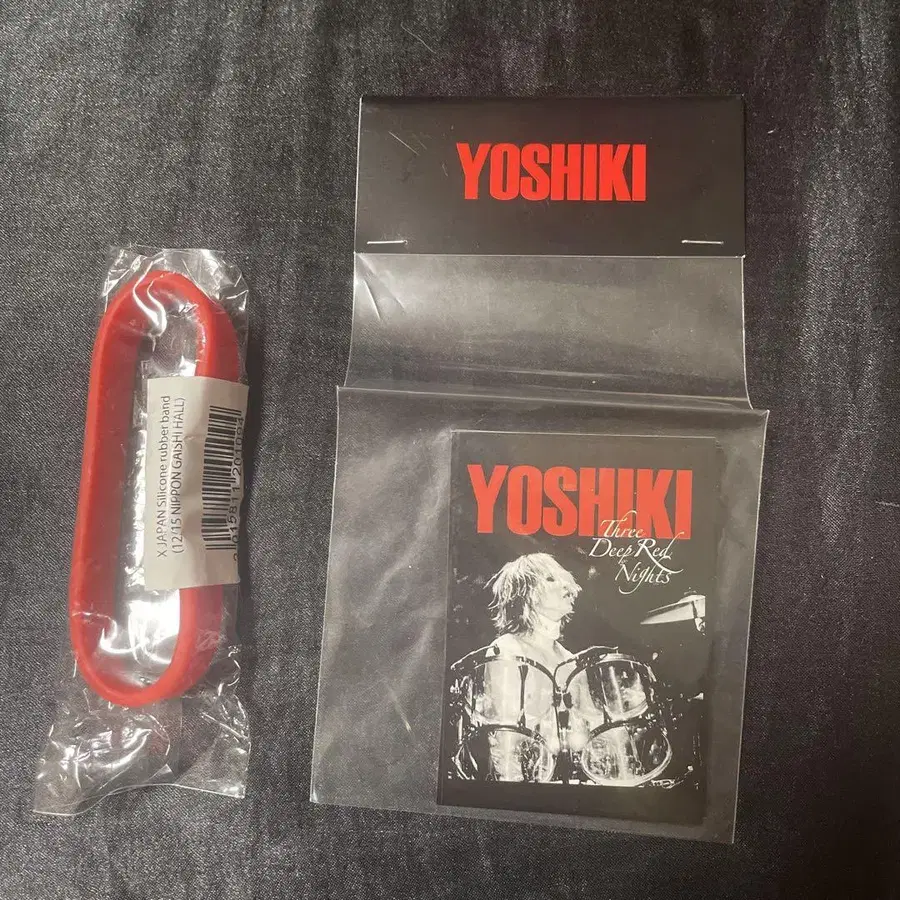 YOSHIKI
X JAPAN Silicone rubber band
(12/15 NIPPON GAISHI HALL)
YOSHIKI
Three
Deep Red
Nights